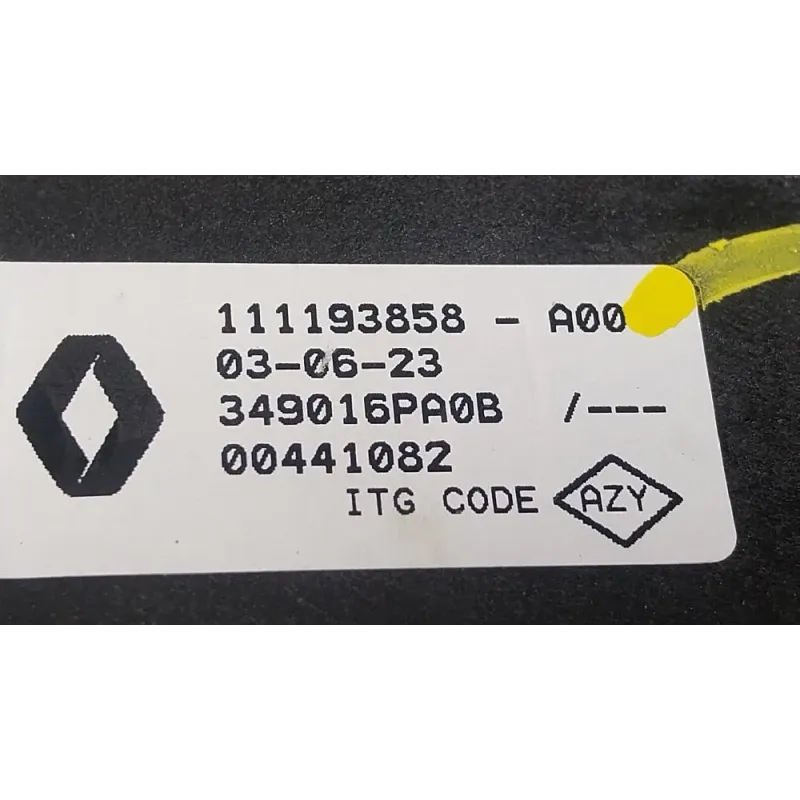 111193858 - A00
03-06-23
349016PA0B /---
00441082
ITG CODE AZY